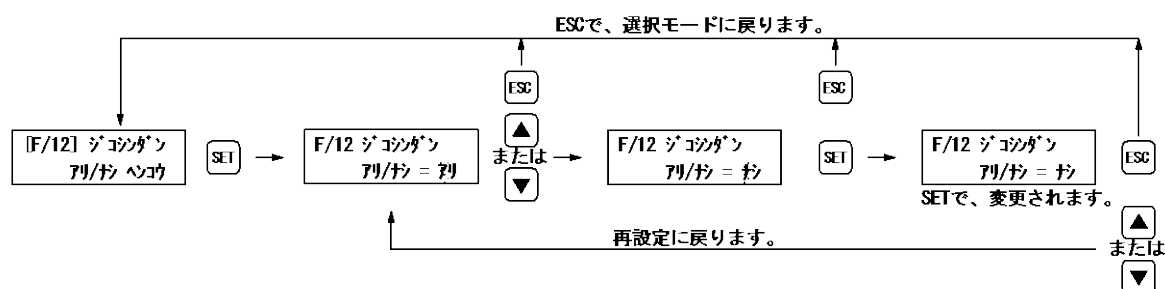 ESCで、選択モードに戻ります。
ESC
ESC
[F/12] ジコシンダン
アリ/ナシ ヘンコウ
SET
F/12 ジコシンダン
アリ/ナシ = アリ
▲
または
▼
F/12 ジコシンダン
アリ/ナシ = ナシ
SET
F/12 ジコシンダン
アリ/ナシ = ナシ
ESC
SETで、変更されます。
再設定に戻ります。
▲
または
▼